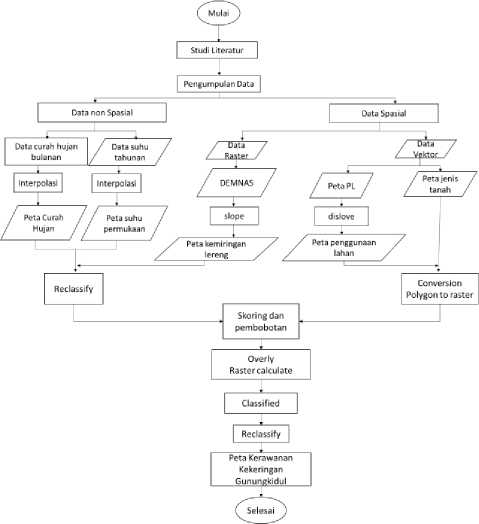 Mulai
Studi Literatur
Pengumpulan Data
Data non Spasial
Data Spasial
Data curah hujan
bulanan
Data suhu
tahunan
Data
Raster
Data
Vektor
Interpolasi
Interpolasi
DEMNAS
Peta PL
Peta jenis
tanah
Peta Curah
Hujan
Peta suhu
permukaan
slope
dislove
Peta kemiringan
lereng
Peta penggunaan
lahan
Reclassify
Conversion
Polygon to raster
Skoring dan
pembobotan
Overly
Raster calculate
Classified
Reclassify
Peta Kerawanan
Kekeringan
Gunungkidul
Selesai